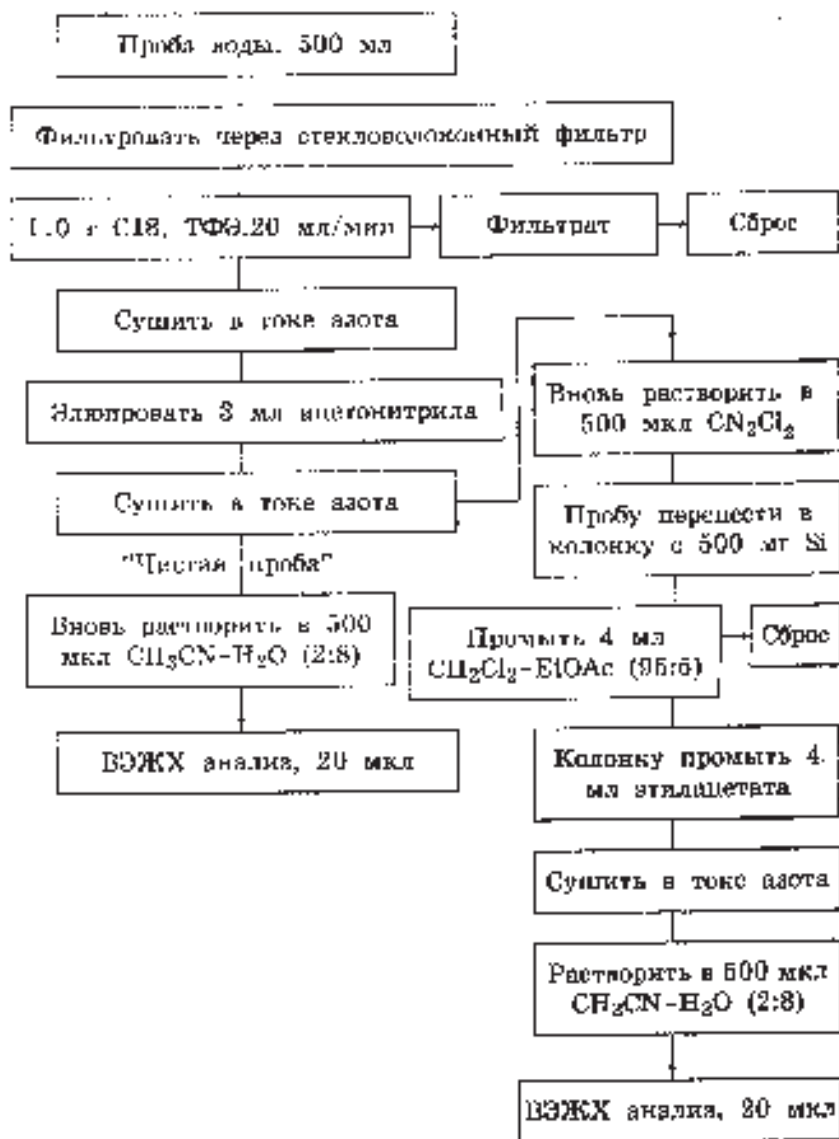 Проба воды. 500 мл
Фильтровать через стекловолоконный фильтр
1.0 г C18, ТФЭ.20 мл/мин
Фильтрат
Сброс
Сушить в токе азота
Элюировать 3 мл ацетонитрила
Сушить в токе азота
"Чистая проба"
Вновь растворить в 500
мкл CH₃CN-H₂O (2:8)
ВЭЖХ анализ, 20 мкл
Вновь растворить в
500 мкл CN₂Cl₂
Пробу перенести в
колонку с 500 мг Si
Промыть 4 мл
CH₂Cl₂-EtOAc (95:5)
Сброс
Колонку промыть 4
мл этилацетата
Сушить в токе азота
Растворить в 500 мкл
CH₂CN-H₂O (2:8)
ВЭЖХ анализ, 20 мкл